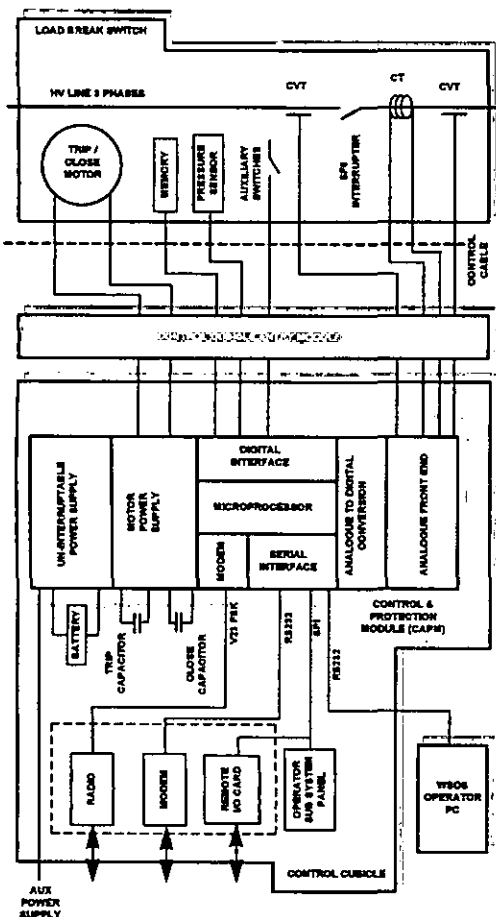 LOAD BREAK SWITCH
HV LINE 3 PHASES
CVT
CT
CVT
TRIP /
CLOSE
MOTOR
MEMORY
PRESSURE
SENSOR
AUXILIARY
SWITCHES
SF6
INTERRUPTER
CONTROL
CABLE
UN-INTERRUPTABLE
POWER SUPPLY
MOTOR
POWER
SUPPLY
DIGITAL
INTERFACE
MICROPROCESSOR
MODEM
SERIAL
INTERFACE
ANALOGUE TO DIGITAL
CONVERSION
ANALOGUE FRONT END
BATTERY
TRIP
CAPACITOR
CLOSE
CAPACITOR
V23 FSK
RS232
SPI
RS232
CONTROL &
PROTECTION
MODULE (CAPM)
RADIO
MODEM
REMOTE
I/O CARD
OPERATOR
SUB SYSTEM
PANEL
WSOS
OPERATOR
PC
CONTROL CUBICLE
AUX
POWER
SUPPLY